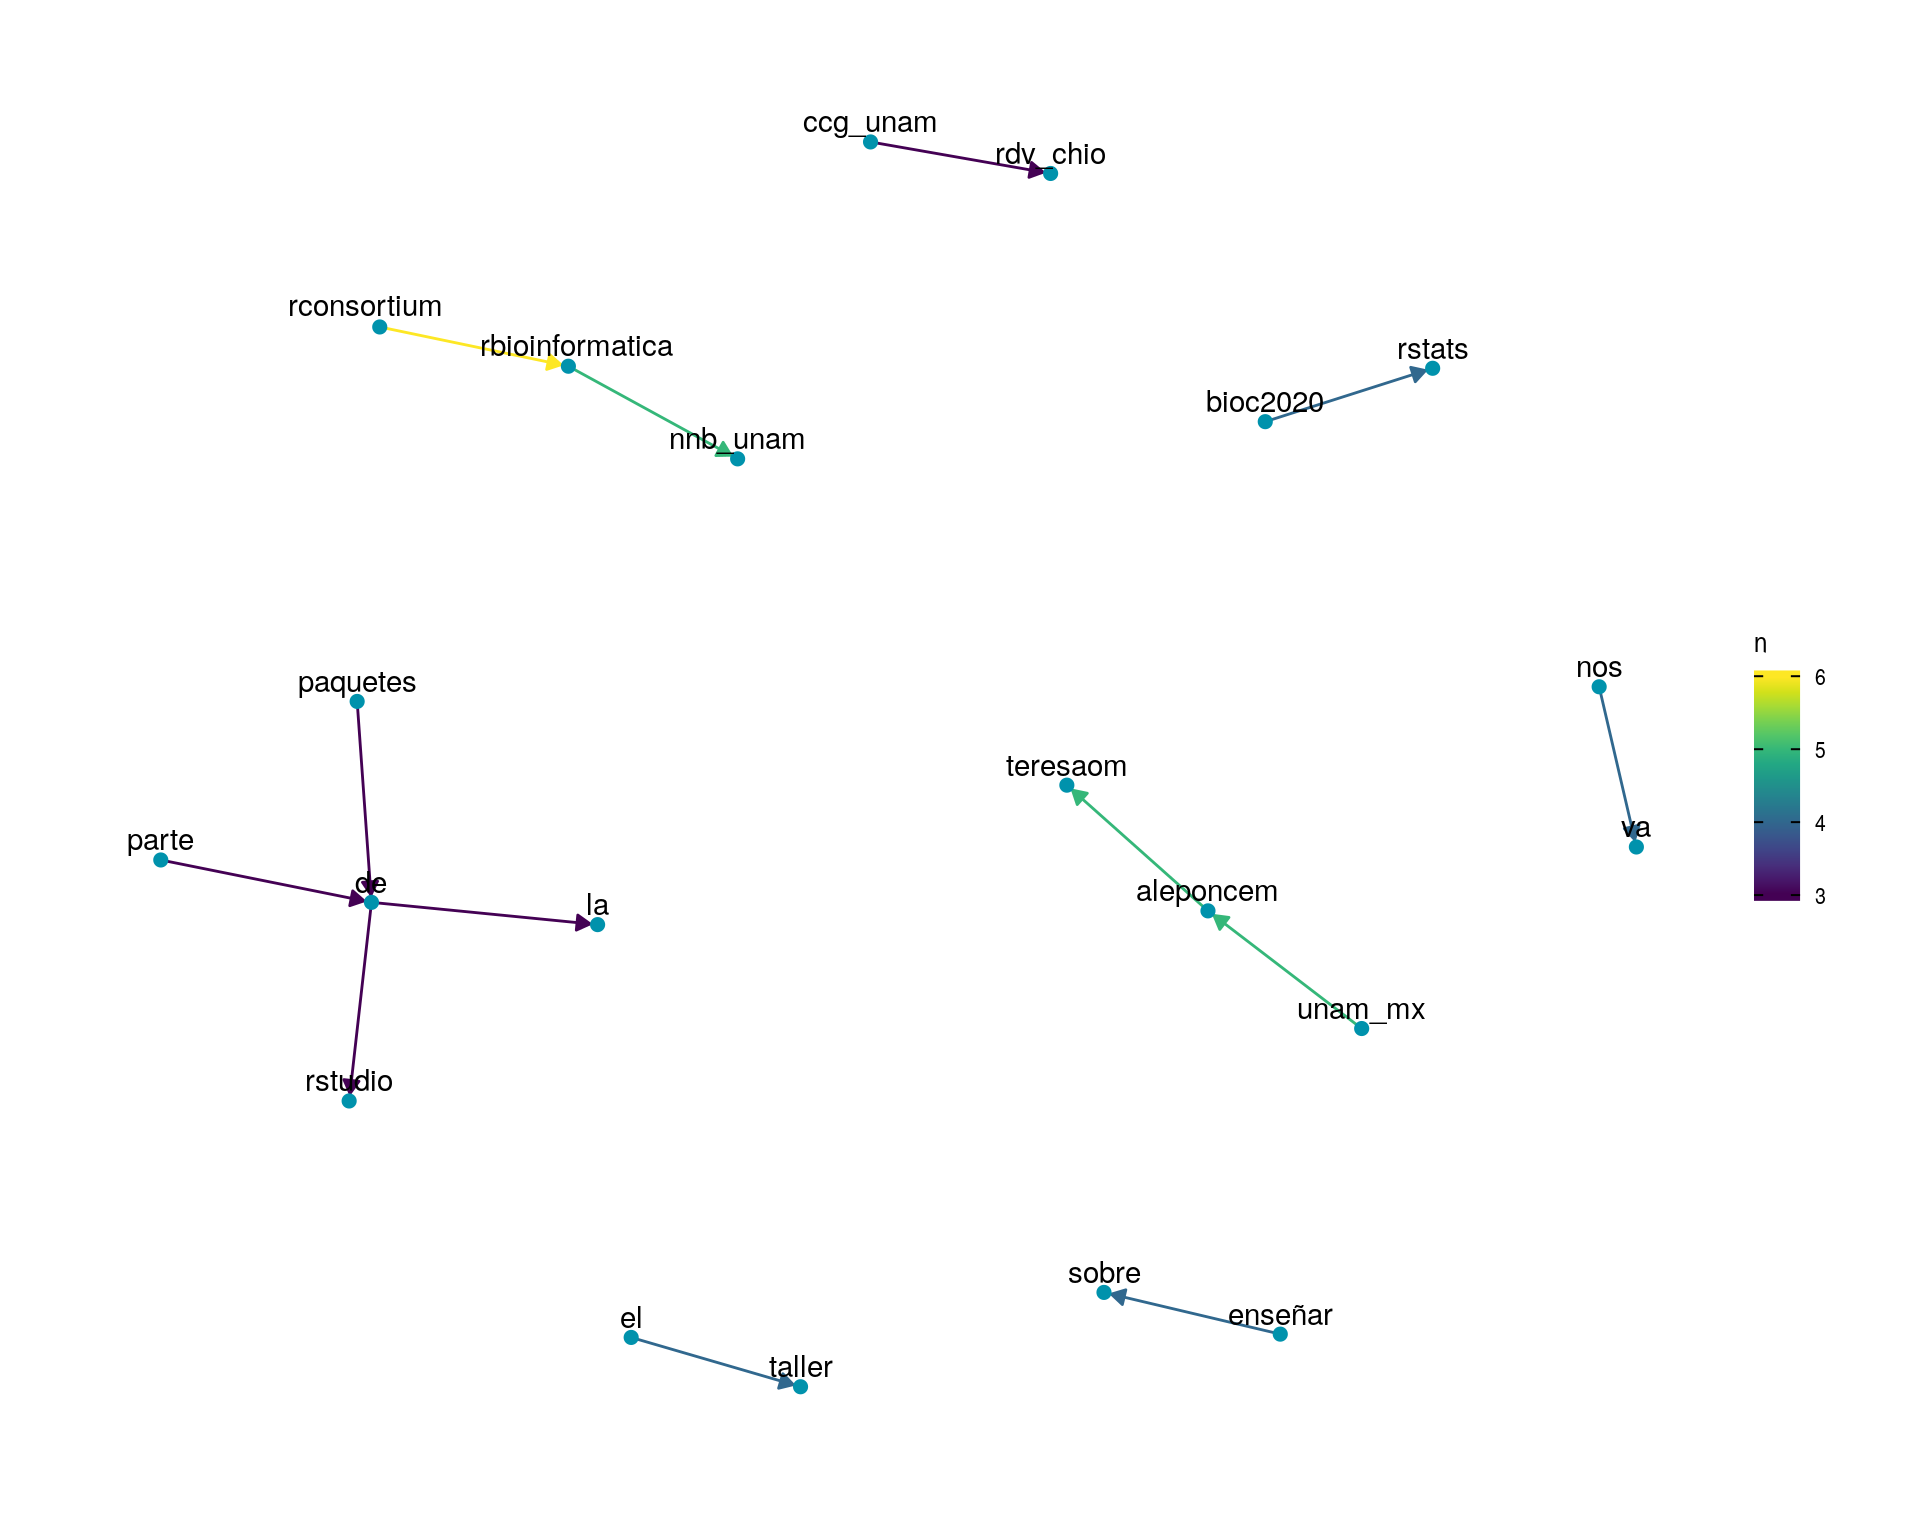 ccg_unam
rdv_chio
rconsortium
rbioinformatica
nnb_unam
rstats
bioc2020
nos
va
n
6
5
4
3
paquetes
parte
de
la
rstudio
teresaom
aleponcem
unam_mx
sobre
enseñar
el
taller